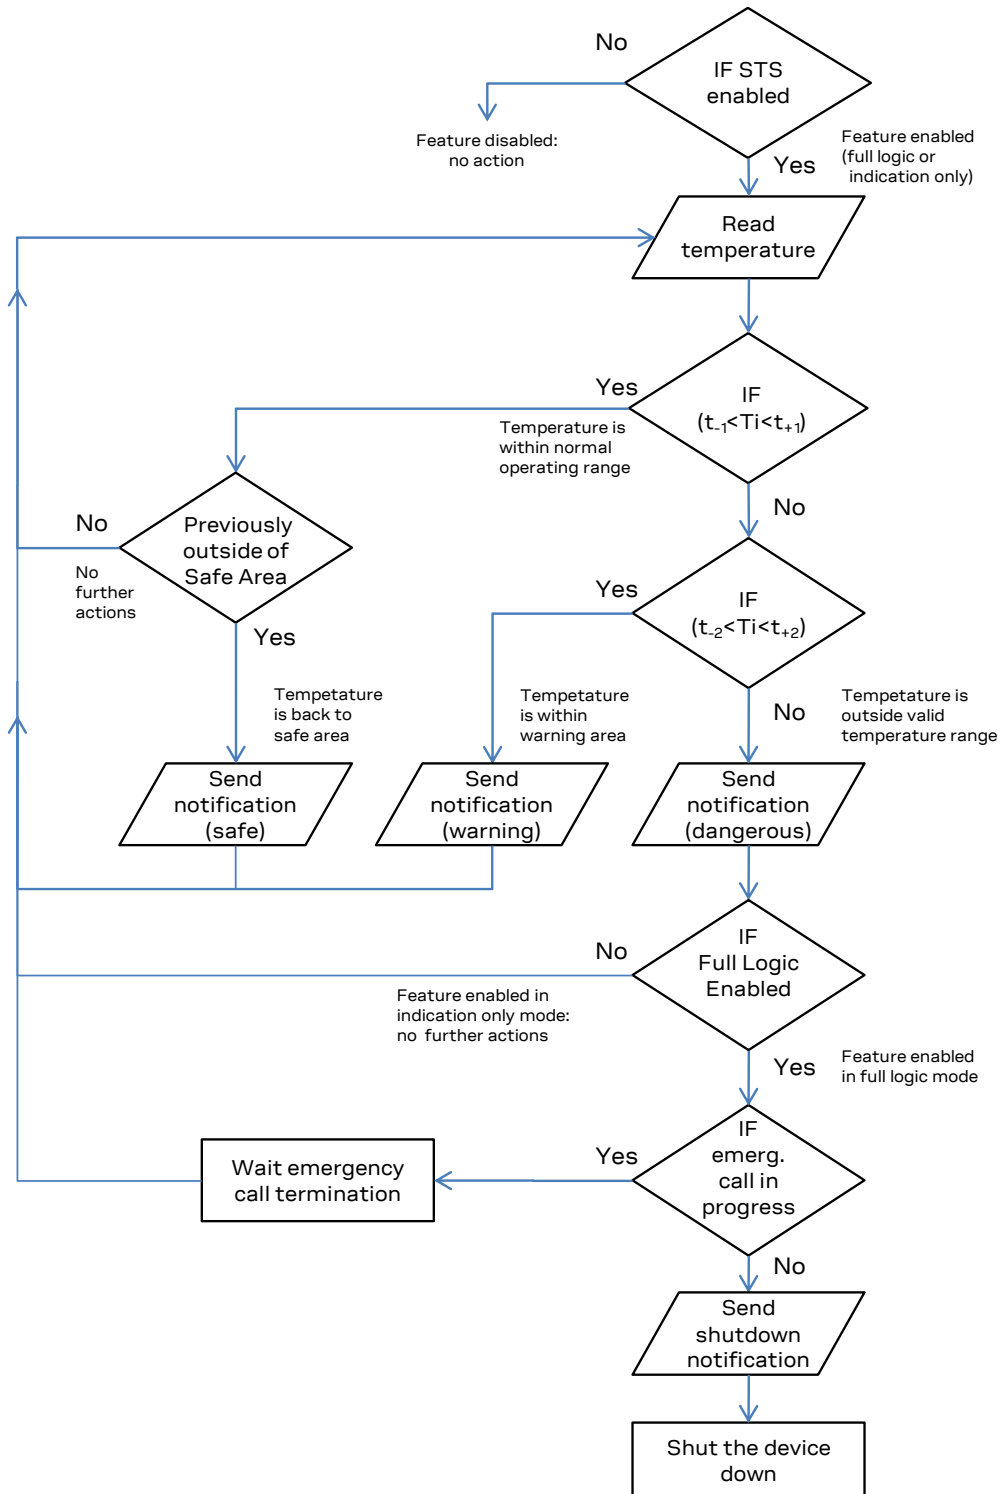 No
IF STS
enabled
Feature disabled:
no action
Yes
Feature enabled
(full logic or
indication only)
Read
temperature
Yes
IF
(t₋₁<Ti<t₊₁)
Temperature is
within normal
operating range
No
No
Previously
outside of
Safe Area
No
further
actions
Yes
Yes
IF
(t₋₂<Ti<t₊₂)
Tempetature
is back to
safe area
Tempetature
is within
warning area
No
Tempetature is
outside valid
temperature range
Send
notification
(safe)
Send
notification
(warning)
Send
notification
(dangerous)
No
IF
Full Logic
Enabled
Feature enabled in
indication only mode:
no further actions
Yes
Feature enabled
in full logic mode
Wait emergency
call termination
Yes
IF
emerg.
call in
progress
No
Send
shutdown
notification
Shut the device
down